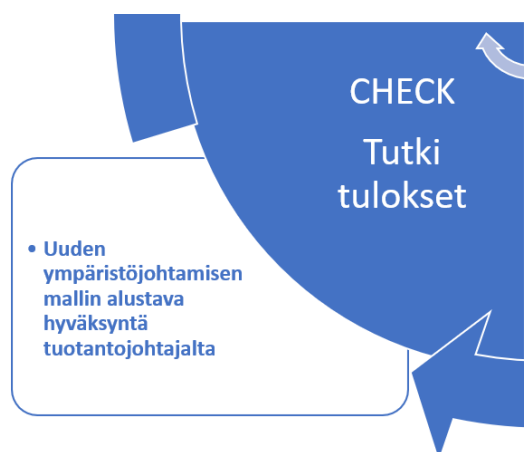 CHECK
Tutki
tulokset
• Uuden
ympäristöjohtamisen
mallin alustava
hyväksyntä
tuotantojohtajalta